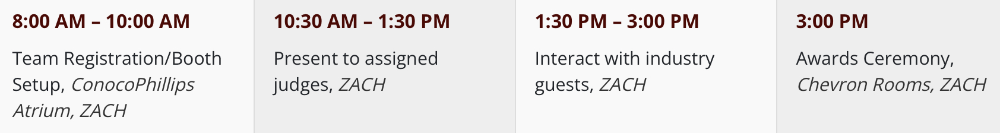 8:00 AM – 10:00 AM
Team Registration/Booth
Setup, ConocoPhillips
Atrium, ZACH
10:30 AM – 1:30 PM
Present to assigned
judges, ZACH
1:30 PM – 3:00 PM
Interact with industry
guests, ZACH
3:00 PM
Awards Ceremony,
Chevron Rooms, ZACH